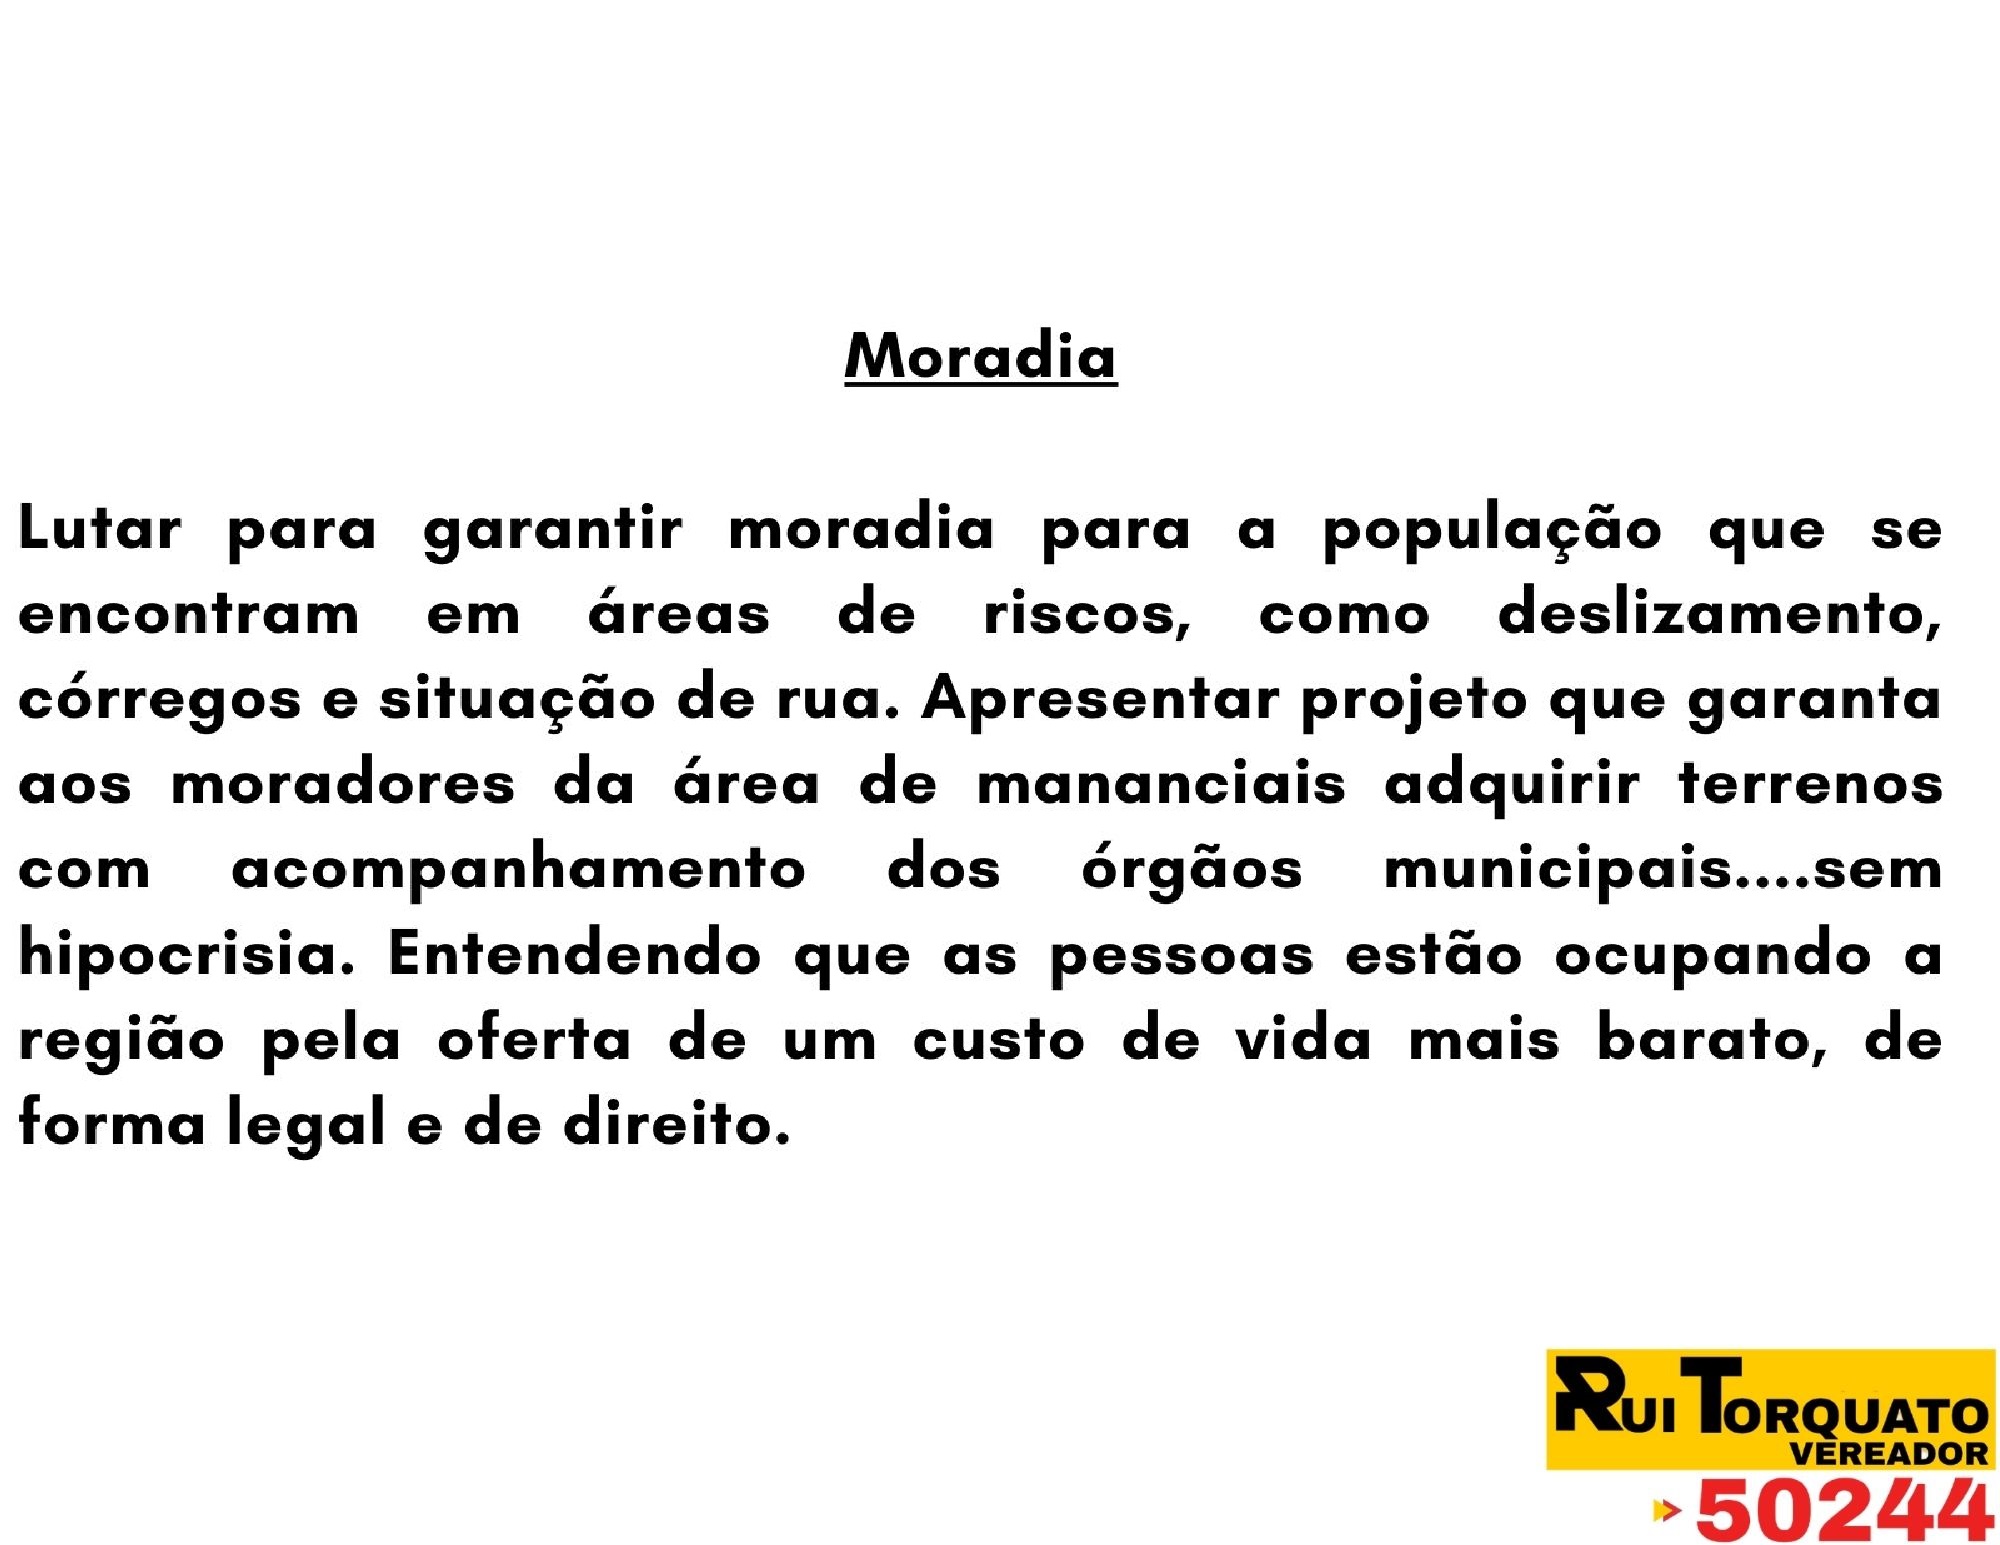 Moradia
Lutar para garantir moradia para a população que se
encontram em áreas de riscos, como deslizamento,
córregos e situação de rua. Apresentar projeto que garanta
aos moradores da área de mananciais adquirir terrenos
com acompanhamento dos órgãos municipais....sem
hipocrisia. Entendendo que as pessoas estão ocupando a
região pela oferta de um custo de vida mais barato, de
forma legal e de direito.
RUI TORQUATO
VEREADOR
50244